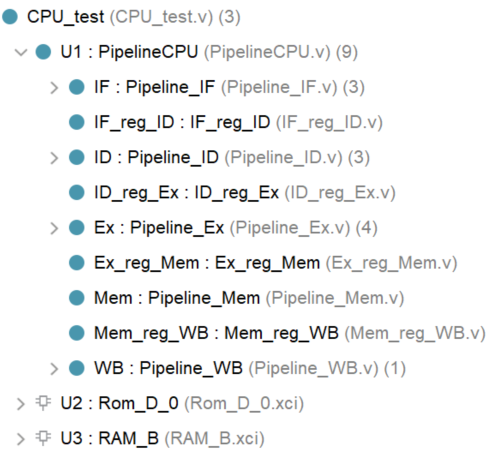 CPU_test (CPU_test.v) (3)
U1 : PipelineCPU (PipelineCPU.v) (9)
IF : Pipeline_IF (Pipeline_IF.v) (3)
IF_reg_ID : IF_reg_ID (IF_reg_ID.v)
ID : Pipeline_ID (Pipeline_ID.v) (3)
ID_reg_Ex : ID_reg_Ex (ID_reg_Ex.v)
Ex : Pipeline_Ex (Pipeline_Ex.v) (4)
Ex_reg_Mem : Ex_reg_Mem (Ex_reg_Mem.v)
Mem : Pipeline_Mem (Pipeline_Mem.v)
Mem_reg_WB : Mem_reg_WB (Mem_reg_WB.v)
WB : Pipeline_WB (Pipeline_WB.v) (1)
U2 : Rom_D_0 (Rom_D_0.xci)
U3 : RAM_B (RAM_B.xci)